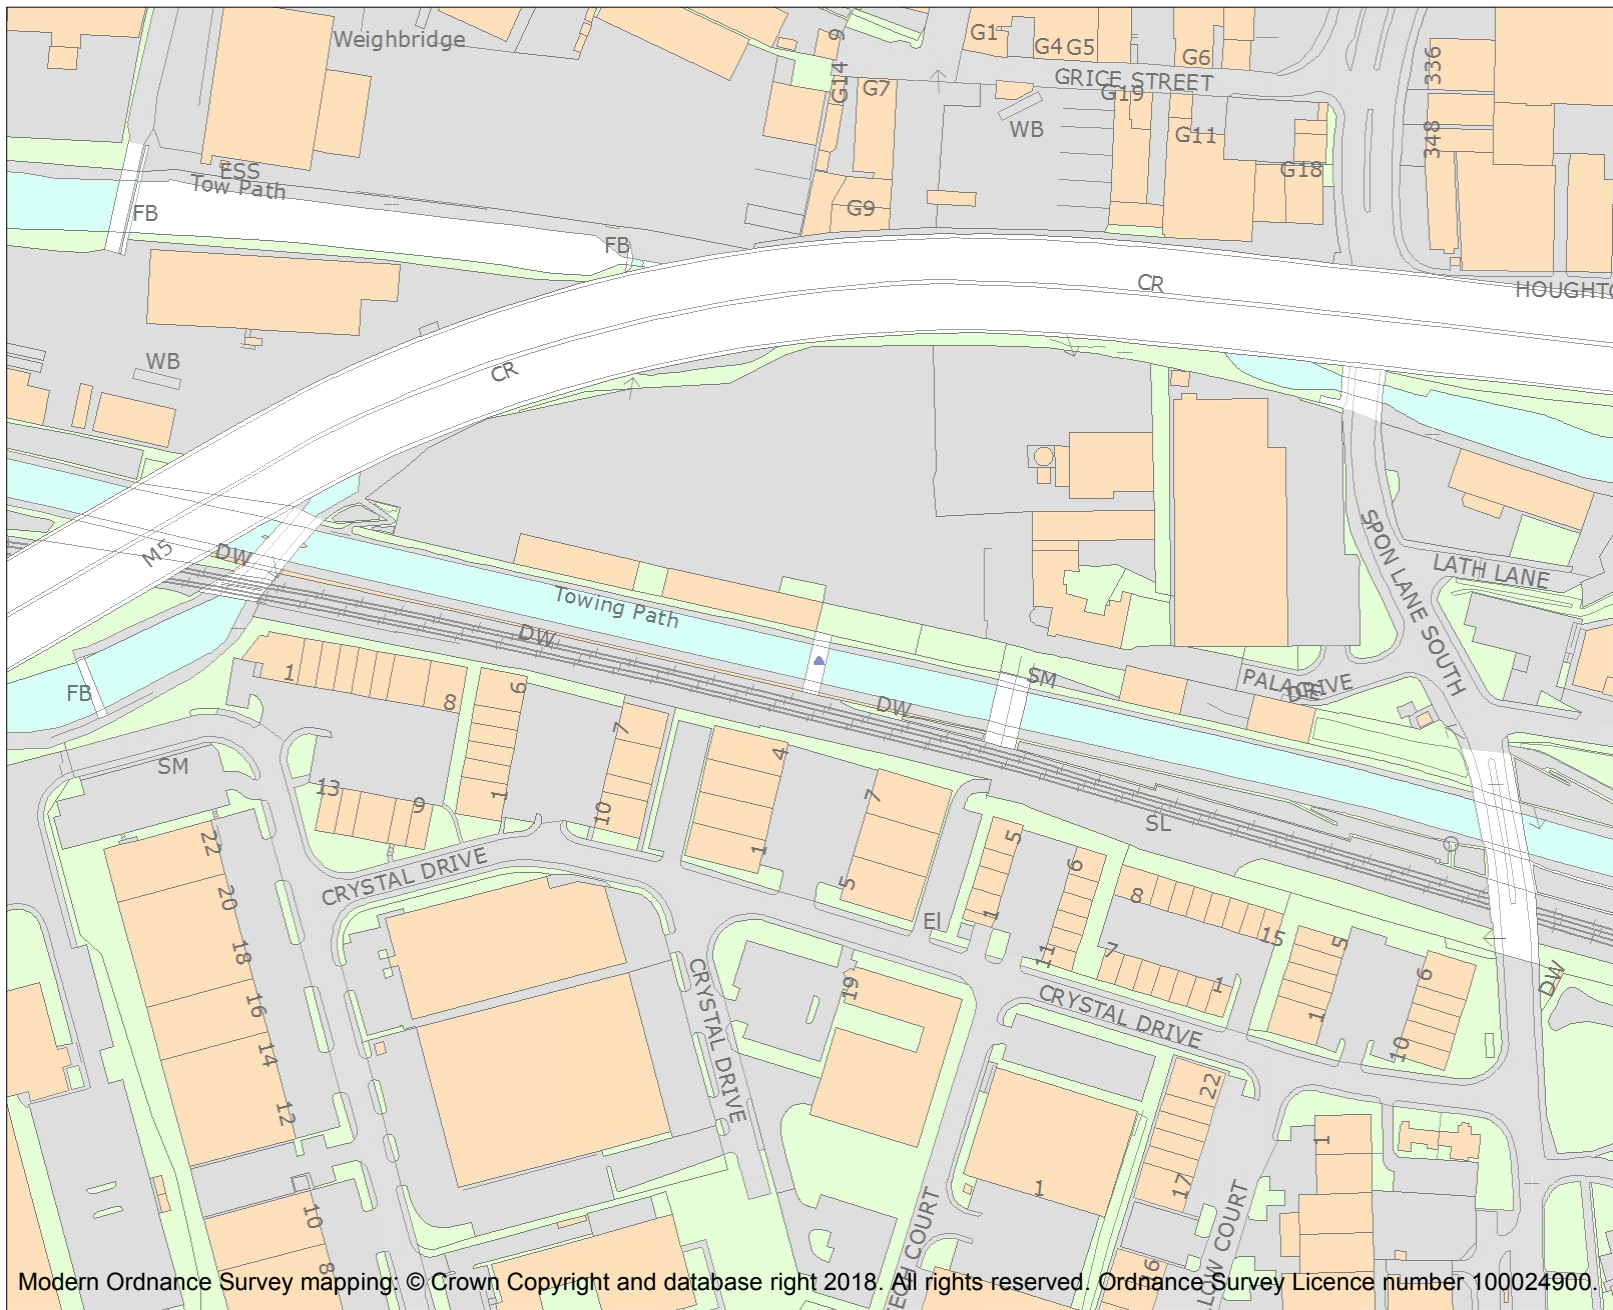 Weighbridge
9
G1
G4 G5
G6
336
GRICE STREET
G14
G7
G19
WB
G11
348
G18
ESS
Tow Path
FB
G9
FB
CR
HOUGHTO
WB
CR
M5
DW
SPON LANE SOUTH
LATH LANE
Towing Path
DW
SM
PALACE
DRIVE
FB
1
8
6
DW
7
4
SM
13
9
1
10
7
SL
22
1
5
5
6
CRYSTAL DRIVE
20
8
1
El
15
5
18
11
7
6
DW
16
19
1
CRYSTAL DRIVE
CRYSTAL DRIVE
1
14
10
12
22
1
10
1
17
8
TECH COURT
LOW COURT
16
Modern Ordnance Survey mapping: © Crown Copyright and database right 2018. All rights reserved. Ordnance Survey Licence number 100024900.